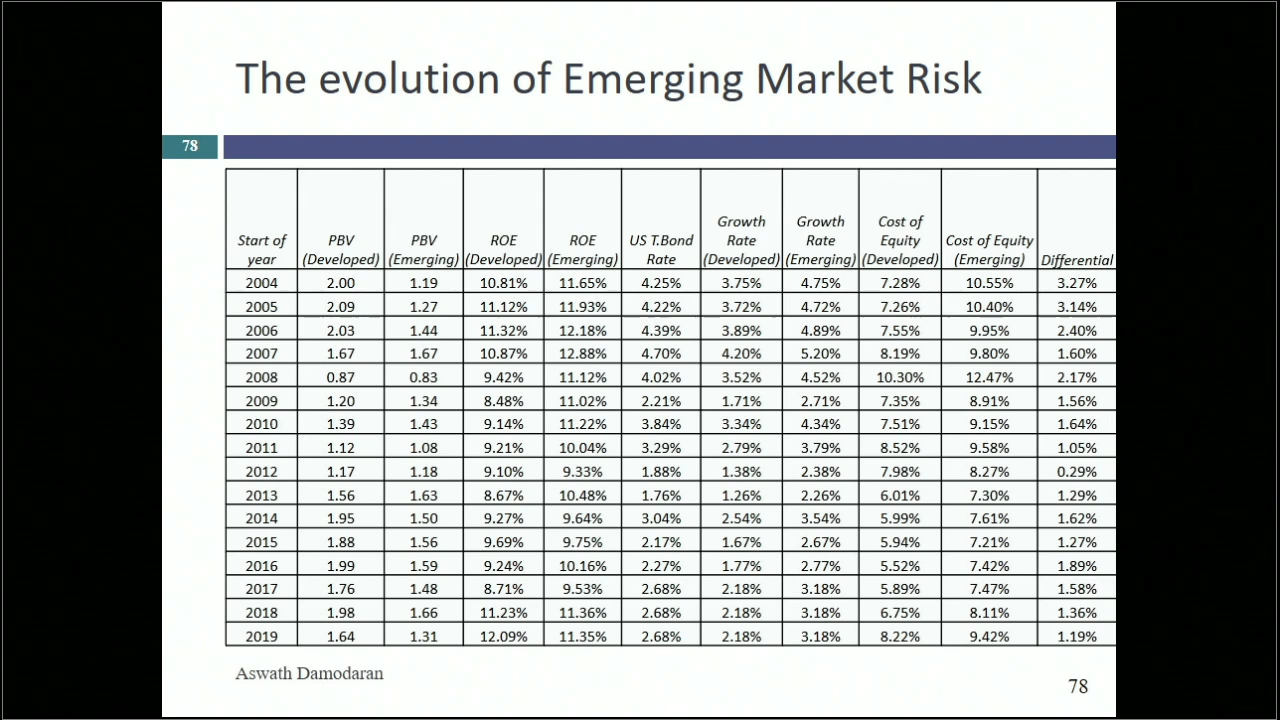 The evolution of Emerging Market Risk
78
Start of year PBV (Developed) PBV (Emerging) ROE (Developed) ROE (Emerging) US T.Bond Rate Growth Rate (Developed) Growth Rate (Emerging) Cost of Equity (Developed) Cost of Equity (Emerging) Differential
2004 2.00 1.19 10.81% 11.65% 4.25% 3.75% 4.75% 7.28% 10.55% 3.27%
2005 2.09 1.27 11.12% 11.93% 4.22% 3.72% 4.72% 7.26% 10.40% 3.14%
2006 2.03 1.44 11.32% 12.18% 4.39% 3.89% 4.89% 7.55% 9.95% 2.40%
2007 1.67 1.67 10.87% 12.88% 4.70% 4.20% 5.20% 8.19% 9.80% 1.60%
2008 0.87 0.83 9.42% 11.12% 4.02% 3.52% 4.52% 10.30% 12.47% 2.17%
2009 1.20 1.34 8.48% 11.02% 2.21% 1.71% 2.71% 7.35% 8.91% 1.56%
2010 1.39 1.43 9.14% 11.22% 3.84% 3.34% 4.34% 7.51% 9.15% 1.64%
2011 1.12 1.08 9.21% 10.04% 3.29% 2.79% 3.79% 8.52% 9.58% 1.05%
2012 1.17 1.18 9.10% 9.33% 1.88% 1.38% 2.38% 7.98% 8.27% 0.29%
2013 1.56 1.63 8.67% 10.48% 1.76% 1.26% 2.26% 6.01% 7.30% 1.29%
2014 1.95 1.50 9.27% 9.64% 3.04% 2.54% 3.54% 5.99% 7.61% 1.62%
2015 1.88 1.56 9.69% 9.75% 2.17% 1.67% 2.67% 5.94% 7.21% 1.27%
2016 1.99 1.59 9.24% 10.16% 2.27% 1.77% 2.77% 5.52% 7.42% 1.89%
2017 1.76 1.48 8.71% 9.53% 2.68% 2.18% 3.18% 5.89% 7.47% 1.58%
2018 1.98 1.66 11.23% 11.36% 2.68% 2.18% 3.18% 6.75% 8.11% 1.36%
2019 1.64 1.31 12.09% 11.35% 2.68% 2.18% 3.18% 8.22% 9.42% 1.19%
Aswath Damodaran
78